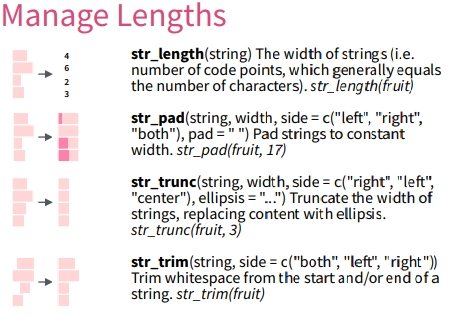 Manage Lengths
4
6
2
3
str_length(string) The width of strings (i.e.
number of code points, which generally equals
the number of characters). str_length(fruit)
str_pad(string, width, side = c("left", "right",
"both"), pad = " ") Pad strings to constant
width. str_pad(fruit, 17)
str_trunc(string, width, side = c("right", "left",
"center"), ellipsis = "...") Truncate the width of
strings, replacing content with ellipsis.
str_trunc(fruit, 3)
str_trim(string, side = c("both", "left", "right"))
Trim whitespace from the start and/or end of a
string. str_trim(fruit)